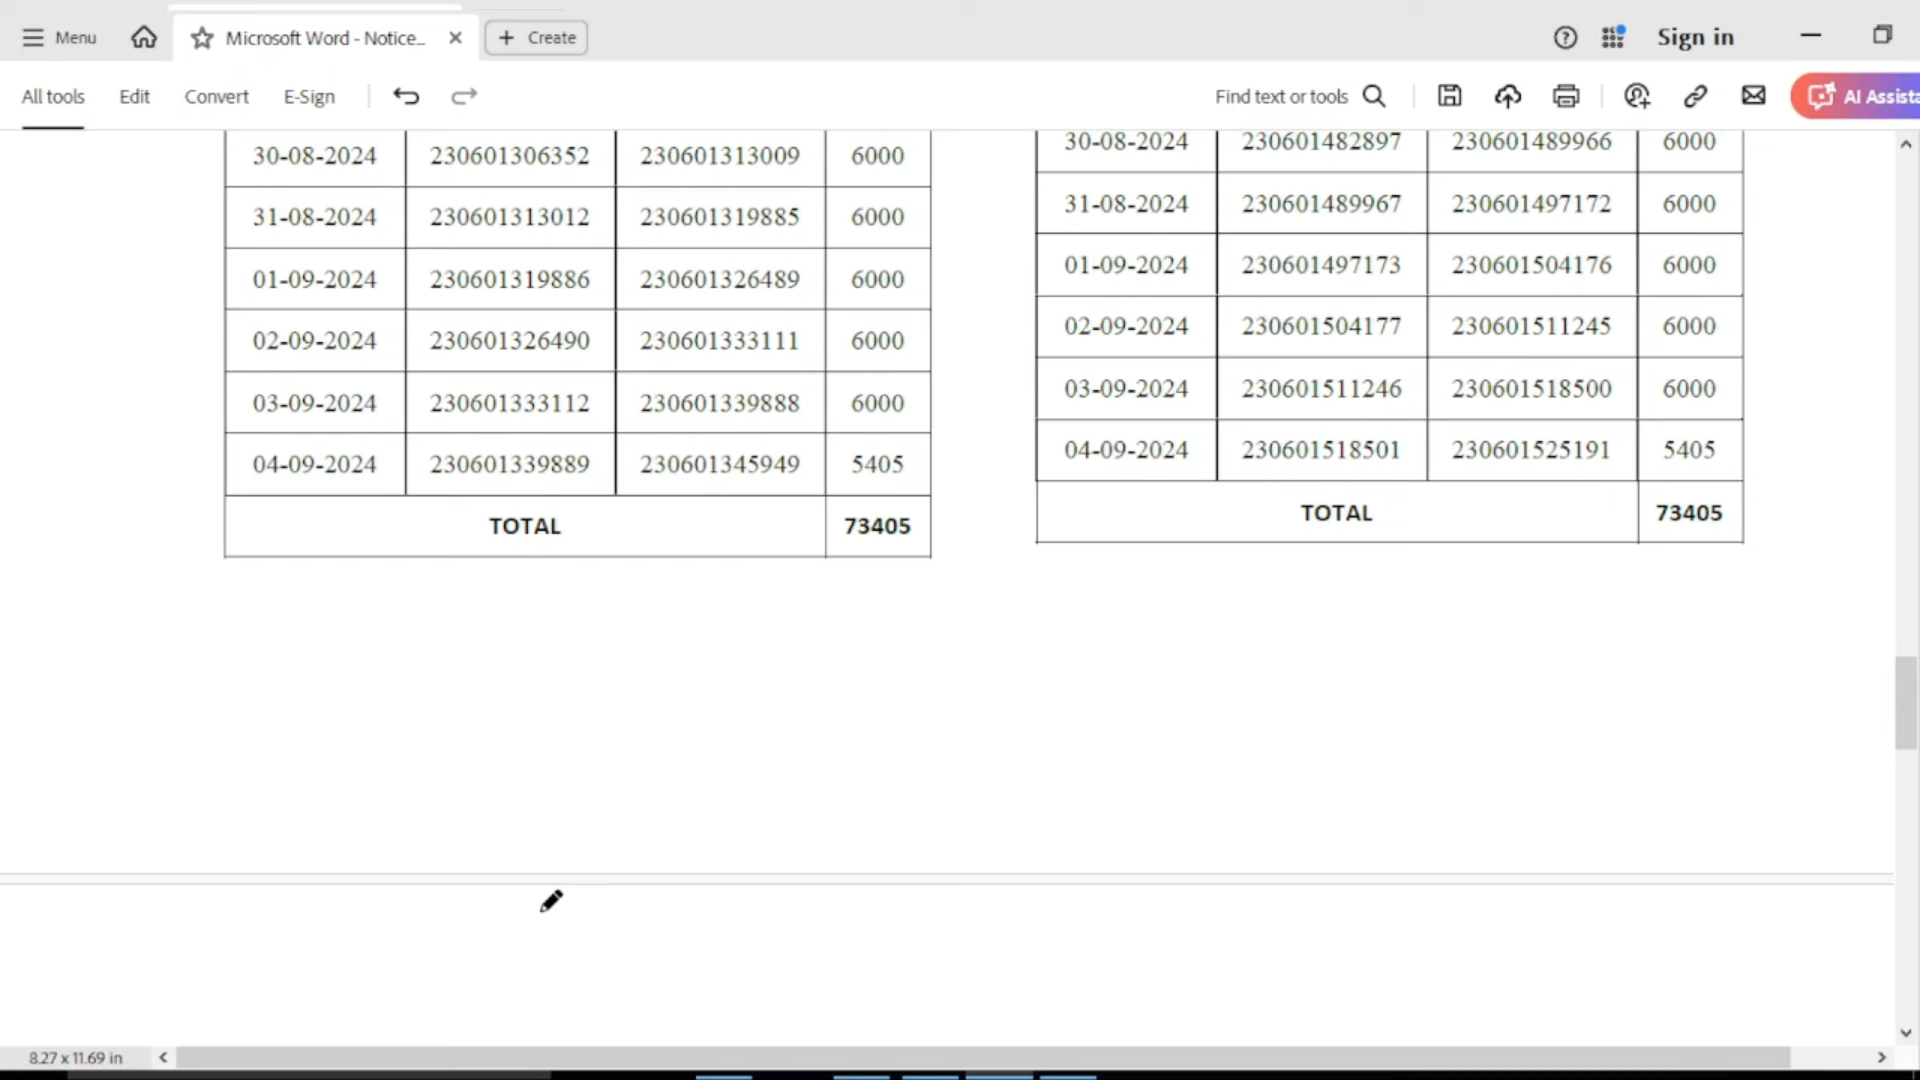 Menu
Microsoft Word - Notice_
Create
Sign in
All tools
Edit
Convert
E-Sign
Find text or tools
AI Assista
30-08-2024 230601306352 230601313009 6000
31-08-2024 230601313012 230601319885 6000
01-09-2024 230601319886 230601326489 6000
02-09-2024 230601326490 230601333111 6000
03-09-2024 230601333112 230601339888 6000
04-09-2024 230601339889 230601345949 5405
TOTAL 73405
30-08-2024 230601482897 230601489966 6000
31-08-2024 230601489967 230601497172 6000
01-09-2024 230601497173 230601504176 6000
02-09-2024 230601504177 230601511245 6000
03-09-2024 230601511246 230601518500 6000
04-09-2024 230601518501 230601525191 5405
TOTAL 73405
8.27 x 11.69 in